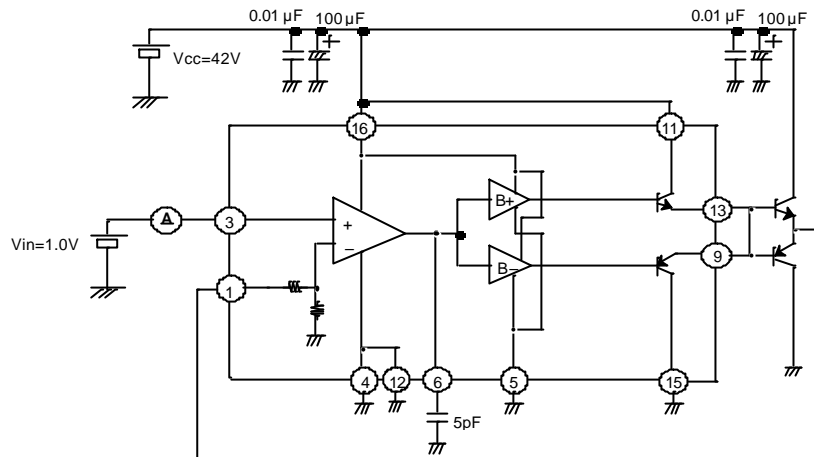 0.01 μF 100 μF
+
0.01 μF 100 μF
+
Vcc=42V
16
11
A
3
+
−
B+
13
Vin=1.0V
1
B−
9
4
12
6
5
15
5pF